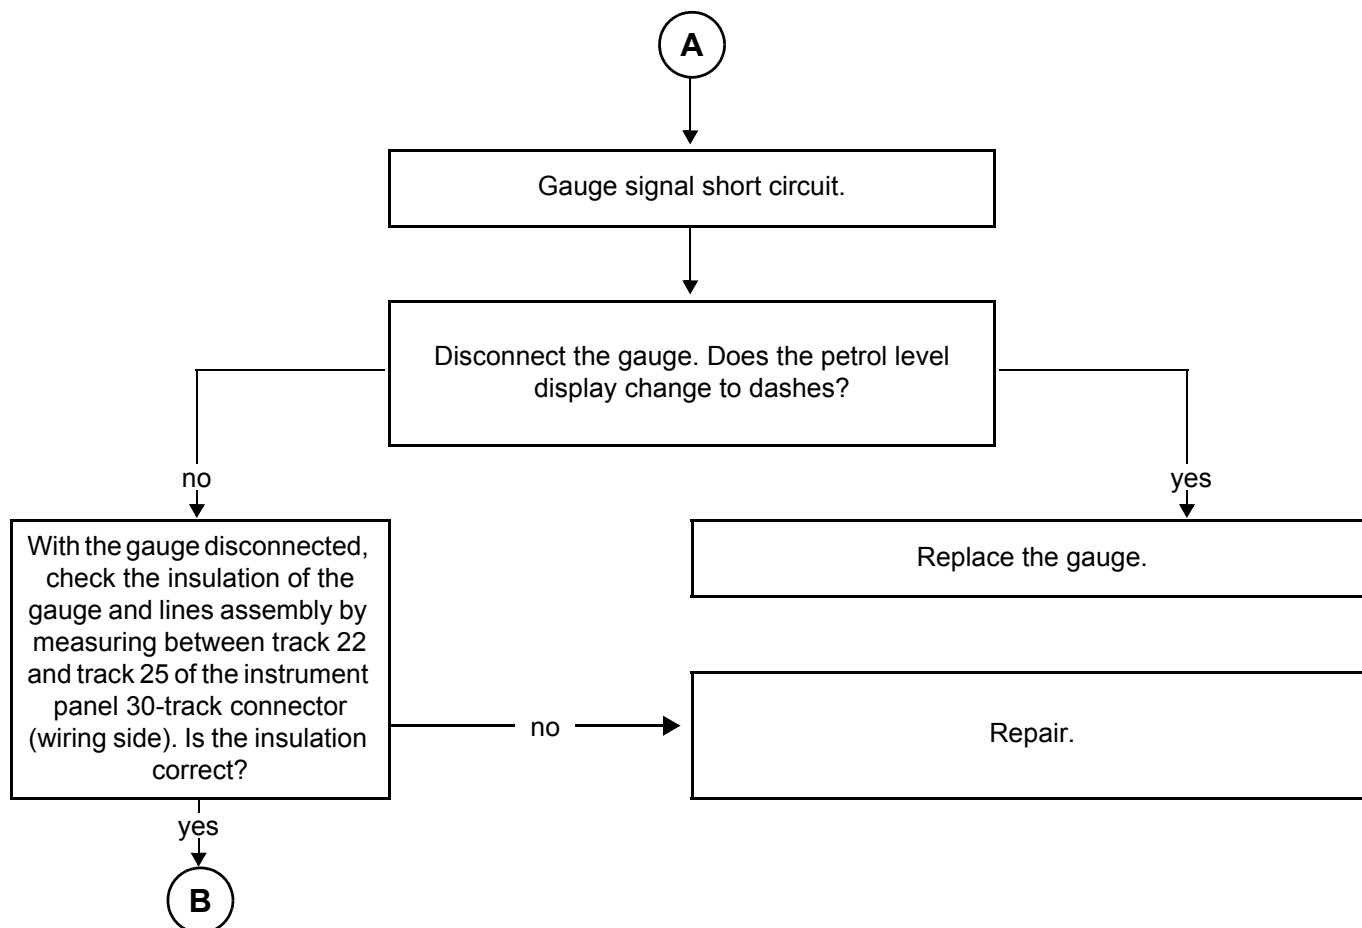 A
Gauge signal short circuit.
Disconnect the gauge. Does the petrol level
display change to dashes?
no
yes
With the gauge disconnected,
check the insulation of the
gauge and lines assembly by
measuring between track 22
and track 25 of the instrument
panel 30-track connector
(wiring side). Is the insulation
correct?
Replace the gauge.
no
Repair.
yes
B